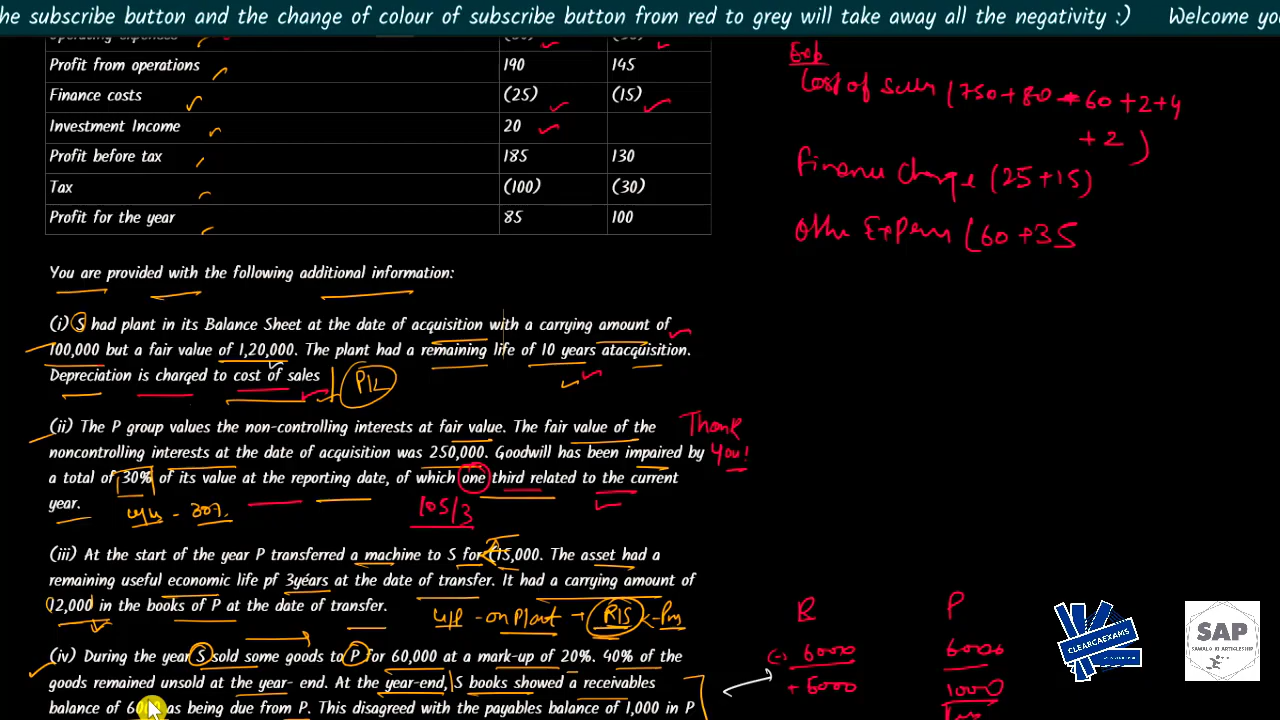 he subscribe button and the change of colour of subscribe button from red to grey will take away all the negativity :) Welcome you
Operating expenses
Profit from operations 190 145
Finance costs (25) (15)
Investment Income 20
Profit before tax 185 130
Tax (100) (30)
Profit for the year 85 100
Cost of (750+80 60 +2+4
+2 )
Finance charge (25+15)
(60+35
You are provided with the following additional information:
(i) S had plant in its Balance Sheet at the date of acquisition with a carrying amount of
100,000 but a fair value of 1,20,000. The plant had a remaining life of 10 years atacquisition.
Depreciation is charged to cost of sales
P/L
(ii) The P group values the non-controlling interests at fair value. The fair value of the
noncontrolling interests at the date of acquisition was 250,000. Goodwill has been impaired by
a total of 30% of its value at the reporting date, of which one third related to the current
year.
Thank
you!
- 30%
105/3
(iii) At the start of the year P transferred a machine to S for 15,000. The asset had a
remaining useful economic life pf 3years at the date of transfer. It had a carrying amount of
12,000 in the books of P at the date of transfer.
- on Plant →
(iv) During the year S sold some goods to P for 60,000 at a mark-up of 20%. 40% of the
goods remained unsold at the year- end. At the year-end, S books showed a receivables
balance of as being due from P. This disagreed with the payables balance of 1,000 in P
R P
(-) 6000 6000
+ 5000 1000
CLEARCAEXAMS
SAP
SAMBLO KI ARTICLESHIP